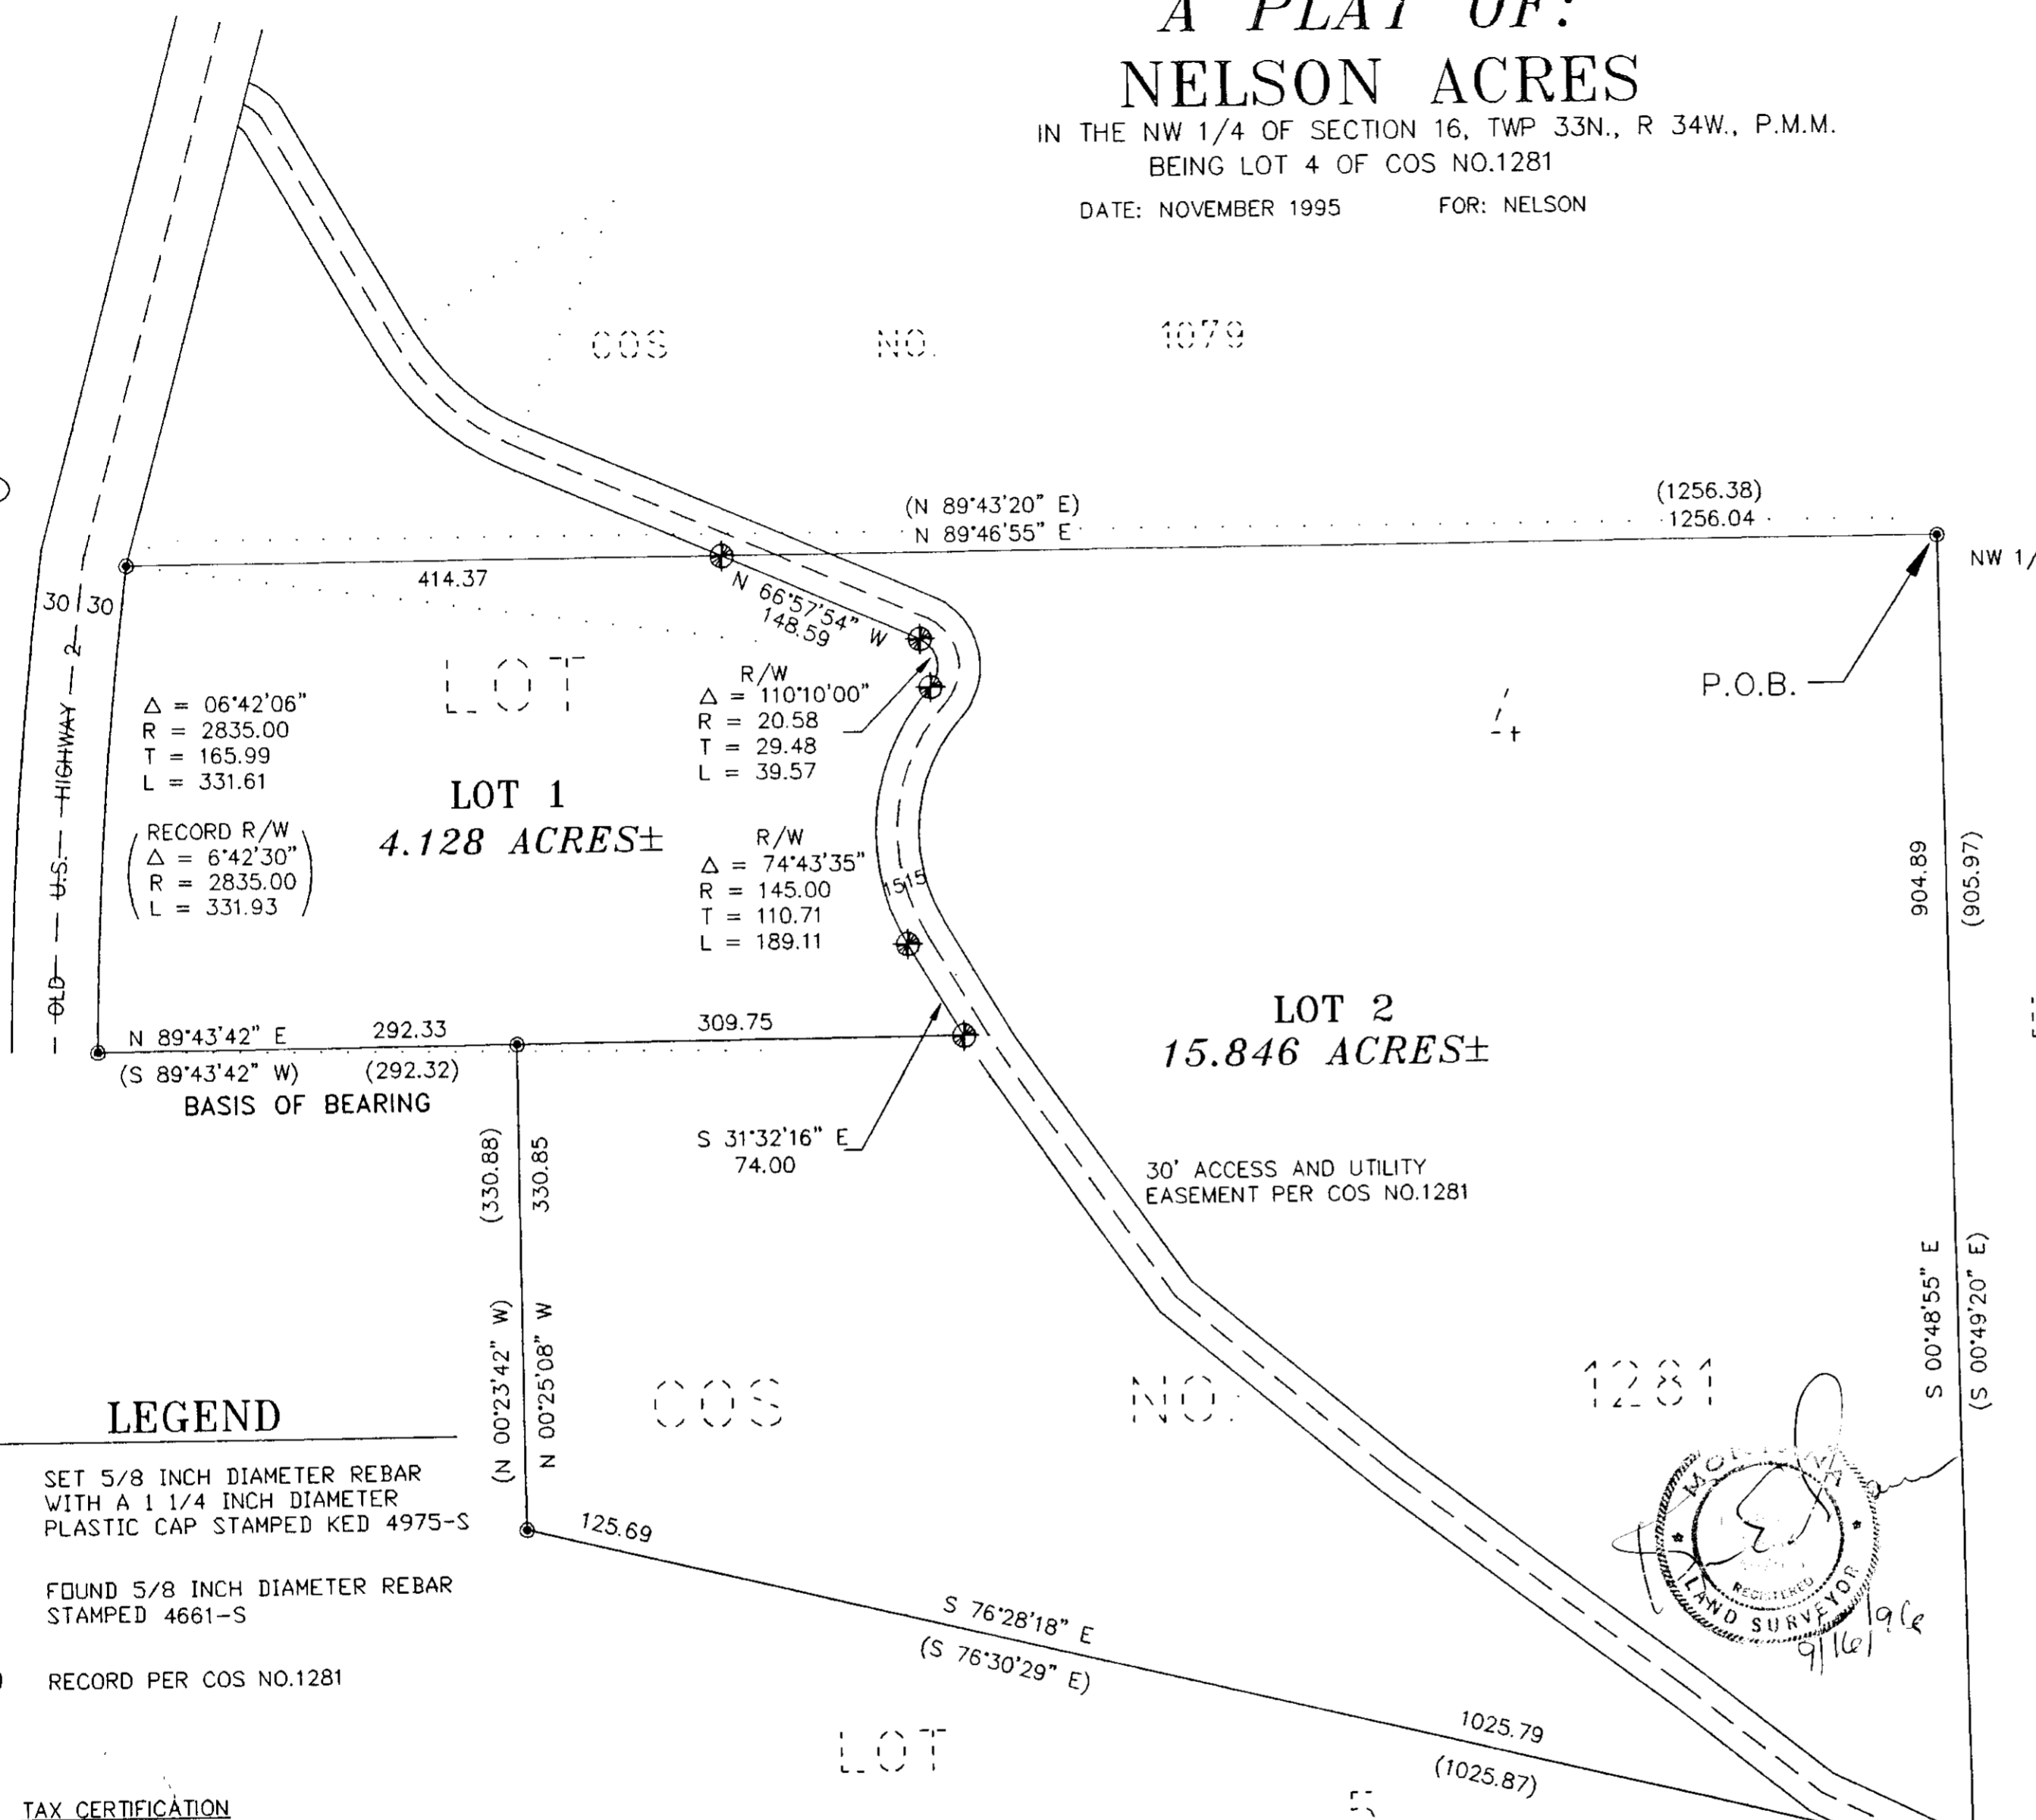 A PLAT OF:
NELSON ACRES
IN THE NW 1/4 OF SECTION 16, TWP 33N., R 34W., P.M.M.
BEING LOT 4 OF COS NO.1281
DATE: NOVEMBER 1995 FOR: NELSON
COS NO. 1079
(N 89°43'20" E) (1256.38)
N 89°46'55" E 1256.04
NW 1/
414.37
30 30
N 66°57'54" W
148.59
P.O.B.
OLD U.S. HIGHWAY 2
LOT 4
Δ = 06°42'06"
R = 2835.00
T = 165.99
L = 331.61
R/W
Δ = 110°10'00"
R = 20.58
T = 29.48
L = 39.57
LOT 1
4.128 ACRES±
RECORD R/W
Δ = 6°42'30"
R = 2835.00
L = 331.93
R/W
Δ = 74°43'35"
R = 145.00
T = 110.71
L = 189.11
15 15
904.89
(905.97)
LOT 2
15.846 ACRES±
N 89°43'42" E 292.33 309.75
(S 89°43'42" W) (292.32)
BASIS OF BEARING
S 31°32'16" E
74.00
(330.88)
330.85
30' ACCESS AND UTILITY
EASEMENT PER COS NO.1281
S 00°48'55" E
(S 00°49'20" E)
(N 00°23'42" W)
N 00°25'08" W
COS NO. 1281
LEGEND
SET 5/8 INCH DIAMETER REBAR
WITH A 1 1/4 INCH DIAMETER
PLASTIC CAP STAMPED KED 4975-S
FOUND 5/8 INCH DIAMETER REBAR
STAMPED 4661-S
) RECORD PER COS NO.1281
125.69
S 76°28'18" E
(S 76°30'29" E)
REGISTERED
LAND SURVEYOR
9/16/96
1025.79
(1025.87)
LOT 5
TAX CERTIFICATION